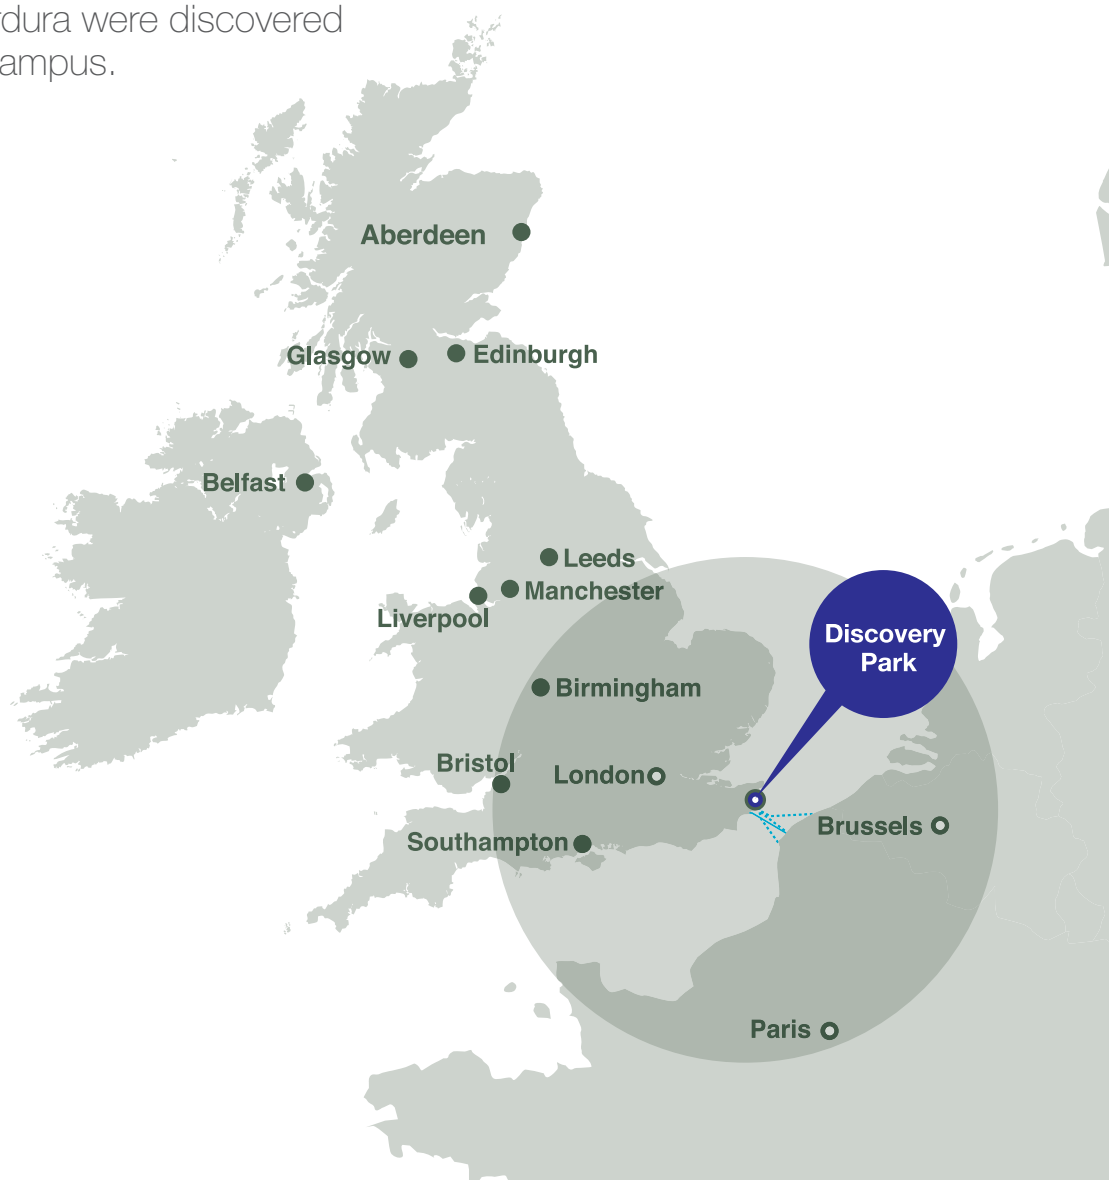 rdura were discovered
ampus.
Aberdeen
Glasgow
Edinburgh
Belfast
Leeds
Manchester
Liverpool
Discovery
Park
Birmingham
Bristol
London
Brussels
Southampton
Paris